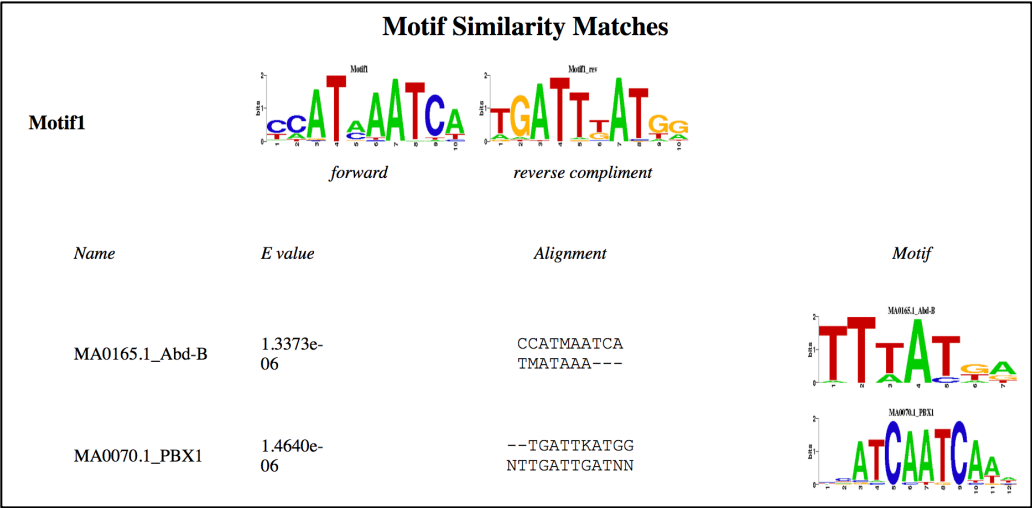 Motif Similarity Matches
Motif1
Motif1
Motif1_rev
forward
reverse compliment
Name
E value
Alignment
Motif
MA0165.1_Abd-B
1.3373e-
06
CCATMAATCA
TMATAAA---
MA0165.1_Abd-B
MA0070.1_PBX1
1.4640e-
06
--TGATTKATGG
NTTGATTGATNN
MA0070.1_PBX1